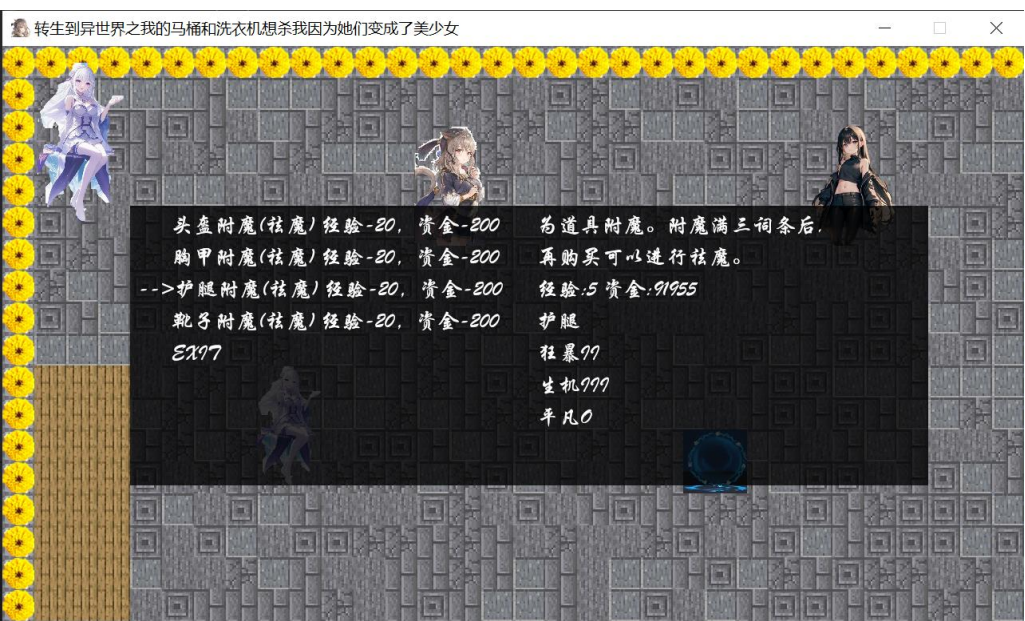 转生到异世界之我的马桶和洗衣机想杀我因为她们变成了美少女
头盔附魔(祛魔)经验-20，资金-200
胸甲附魔(祛魔)经验-20，资金-200
-->护腿附魔(祛魔)经验-20，资金-200
靴子附魔(祛魔)经验-20，资金-200
EXIT
为道具附魔。附魔满三词条后，
再购买可以进行祛魔。
经验:5 资金:91955
护腿
狂暴II
生机III
平凡0